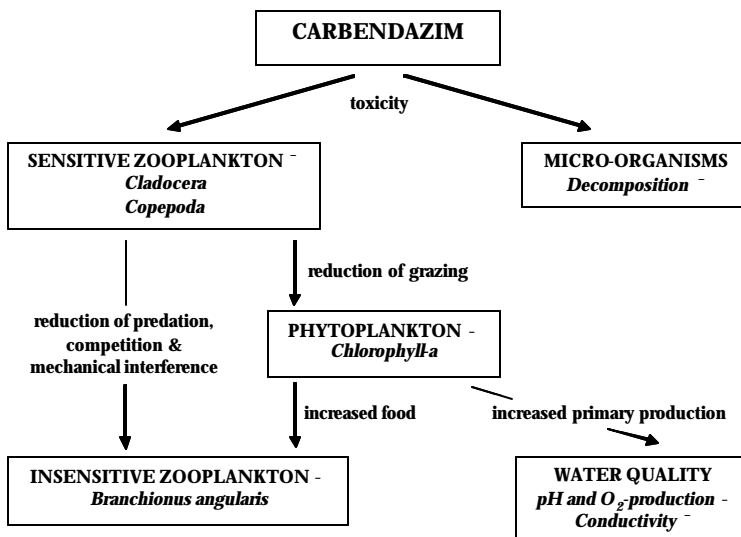 CARBENDAZIM
toxicity
SENSITIVE ZOOPLANKTON ¯
Cladocera
Copepoda
MICRO-ORGANISMS
Decomposition ¯
reduction of grazing
reduction of predation,
competition &
mechanical interference
PHYTOPLANKTON -
Chlorophyll-a
increased food
increased primary production
INSENSITIVE ZOOPLANKTON -
Branchionus angularis
WATER QUALITY
pH and O₂-production -
Conductivity ¯